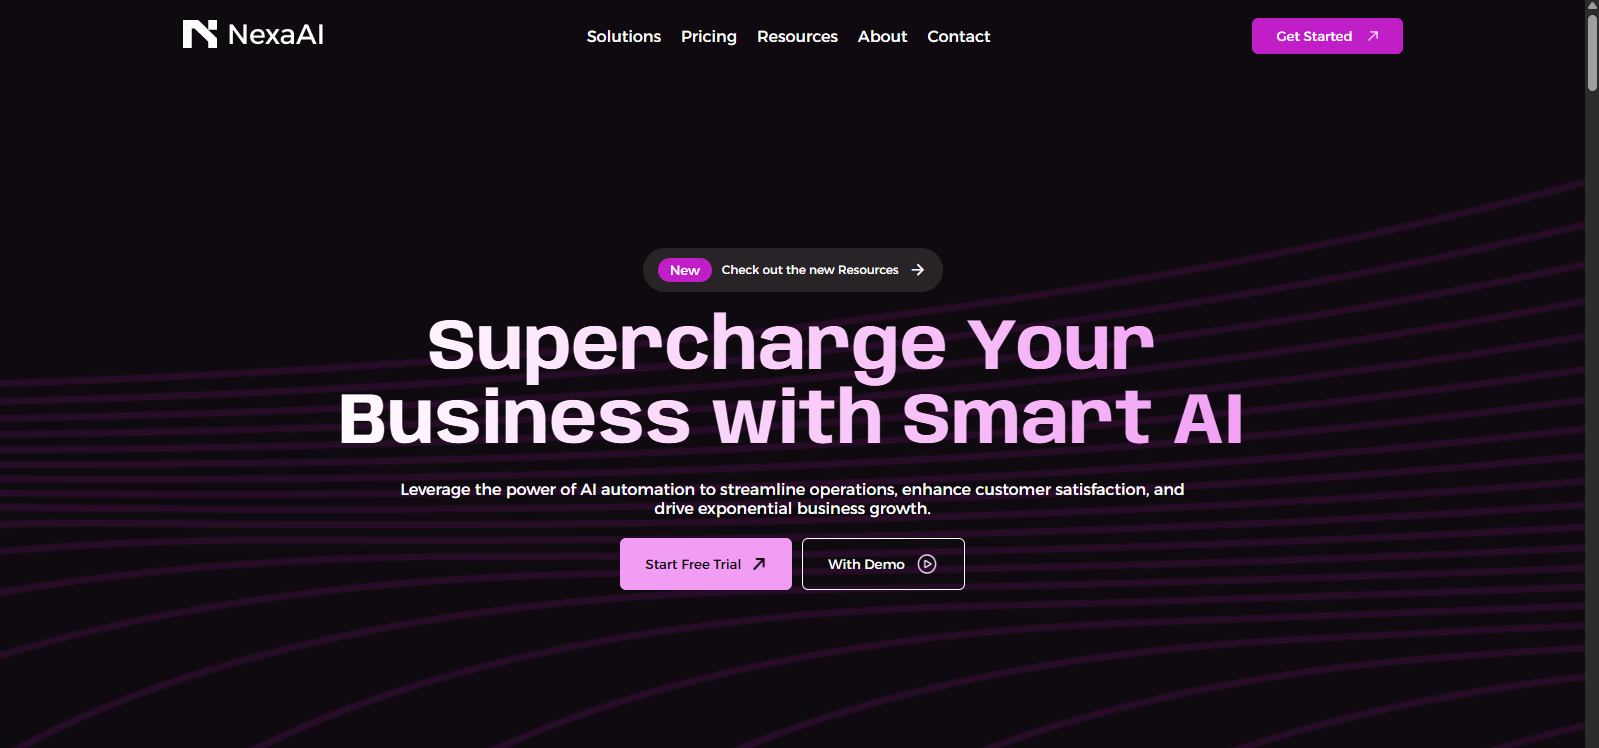 NexaAI
Solutions Pricing Resources About Contact
Get Started
New Check out the new Resources
Supercharge Your
Business with Smart AI
Leverage the power of AI automation to streamline operations, enhance customer satisfaction, and
drive exponential business growth.
Start Free Trial
With Demo